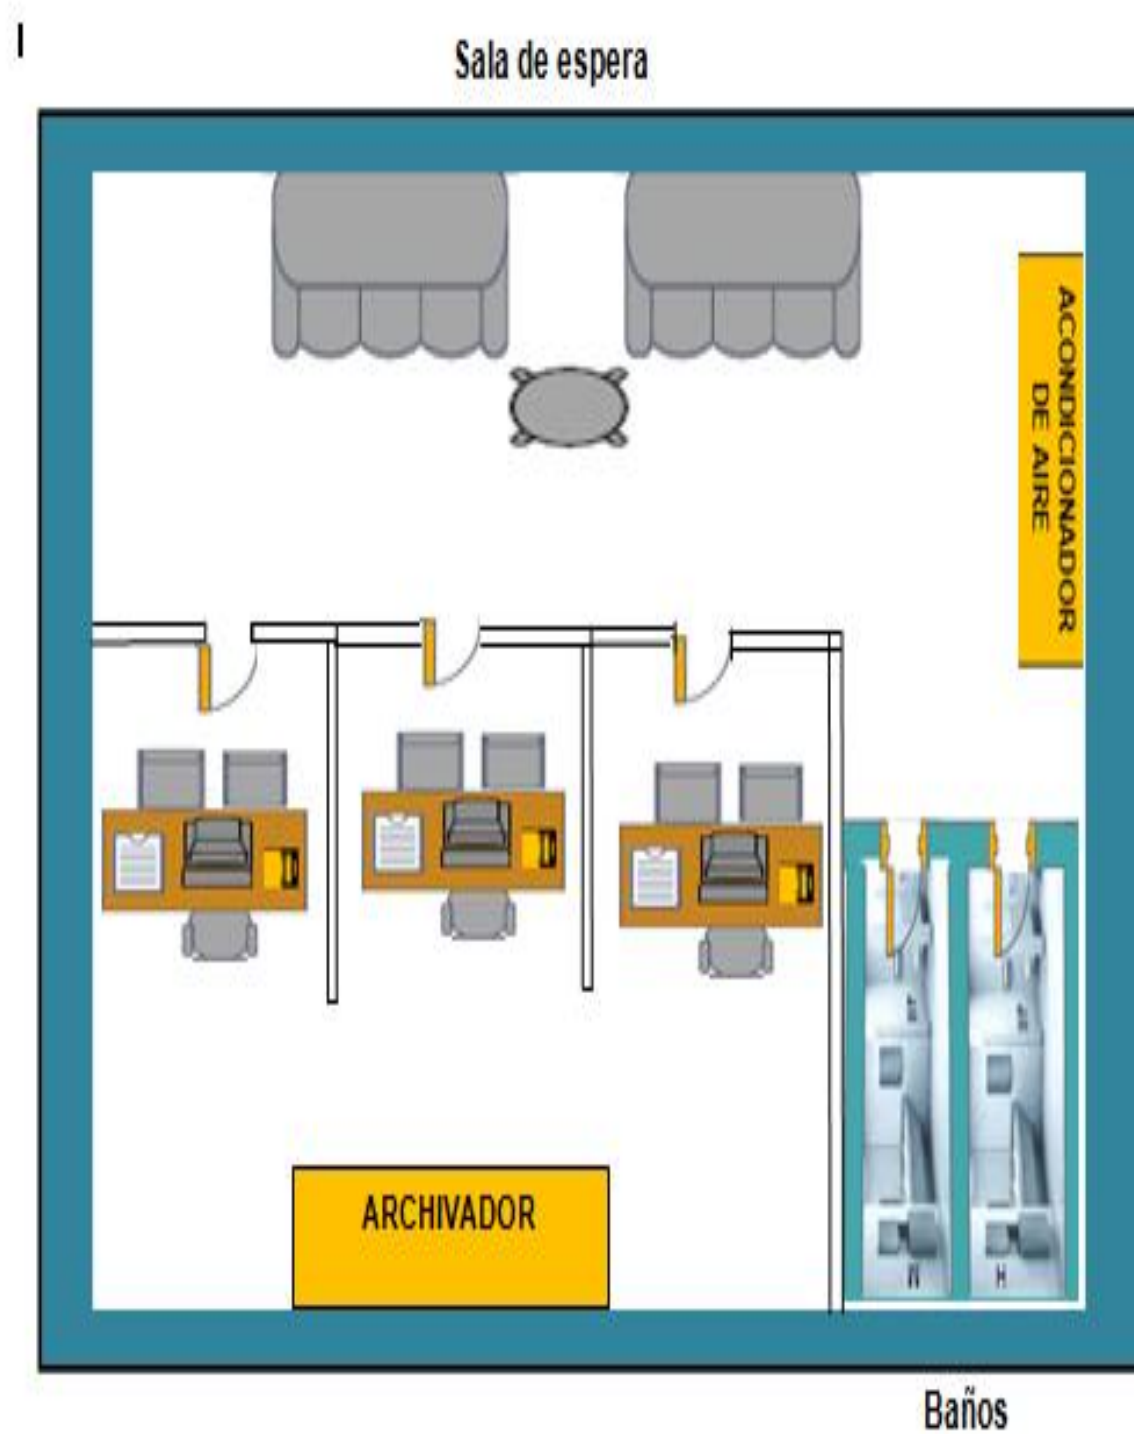 I
Sala de espera
ACONDICIONADOR
DE AIRE
ARCHIVADOR
M
H
Baños